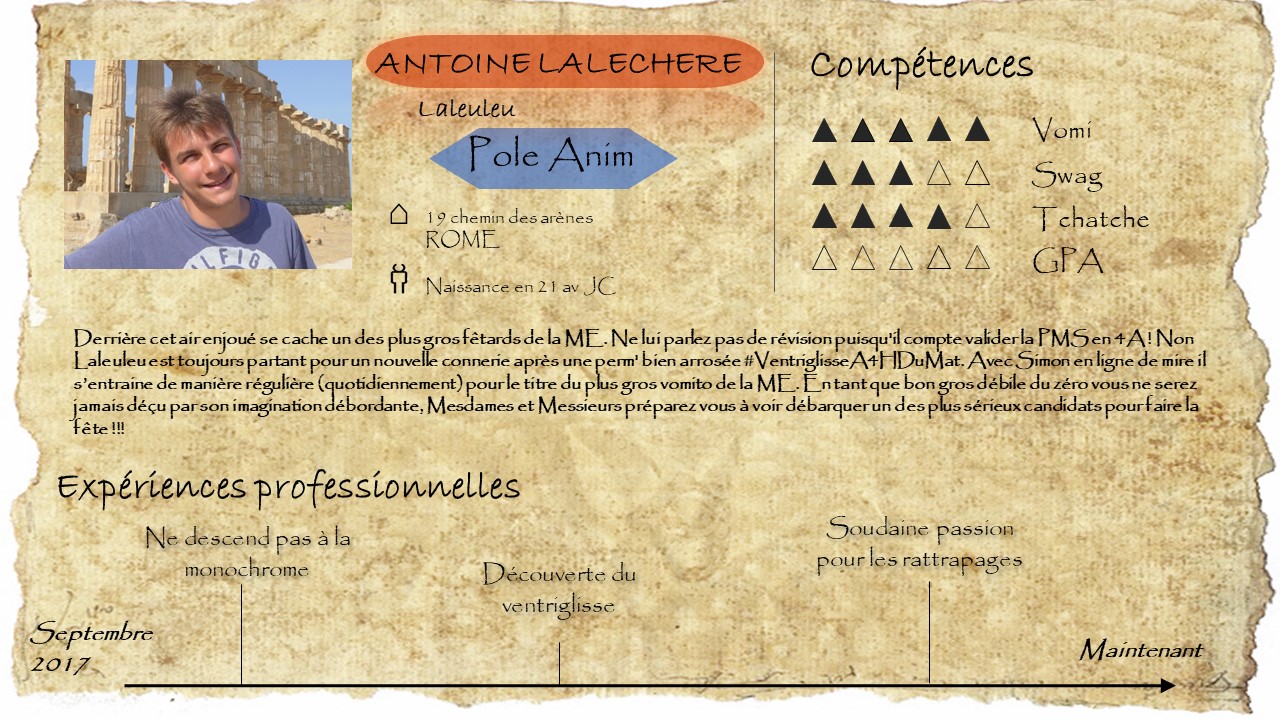 ANTOINE LALECHERE
Laleuleu
Pole Anim
19 chemin des arènes
ROME
Naissance en 21 av JC
Compétences
Vomi
Swag
Tchatche
GPA
LFIG
Derrière cet air enjoué se cache un des plus gros fêtards de la ME. Ne lui parlez pas de révision puisqu'il compte valider la PMS en 4A! Non
Laleuleu est toujours partant pour un nouvelle connerie après une perm' bien arrosée #VentriglisseA4HDuMat. Avec Simon en ligne de mire il
s'entraine de manière régulière (quotidiennement) pour le titre du plus gros vomito de la ME. En tant que bon gros débile du zéro vous ne serez
jamais déçu par son imagination débordante, Mesdames et Messieurs préparez vous à voir débarquer un des plus sérieux candidats pour faire la
fête !!!
Expériences professionnelles
Ne descend pas à la
monochrome
Découverte du
ventriglisse
Soudaine passion
pour les rattrapages
Septembre
2017
Maintenant